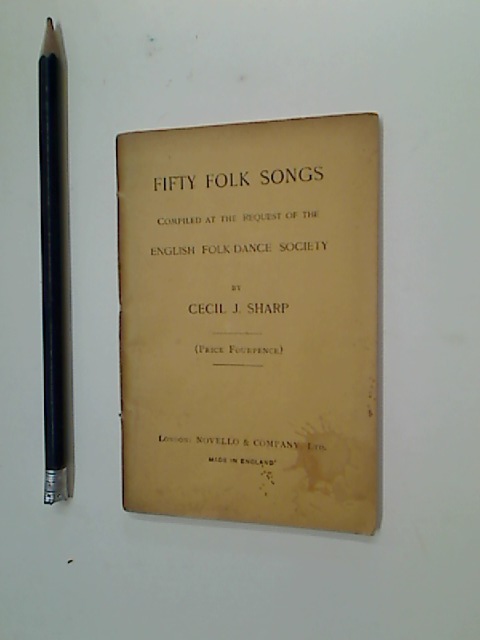 FIFTY FOLK SONGS
COMPILED AT THE REQUEST OF THE
ENGLISH FOLK-DANCE SOCIETY
BY
CECIL J. SHARP
(PRICE FOURPENCE)
LONDON: NOVELLO & COMPANY, LTD.
MADE IN ENGLAND